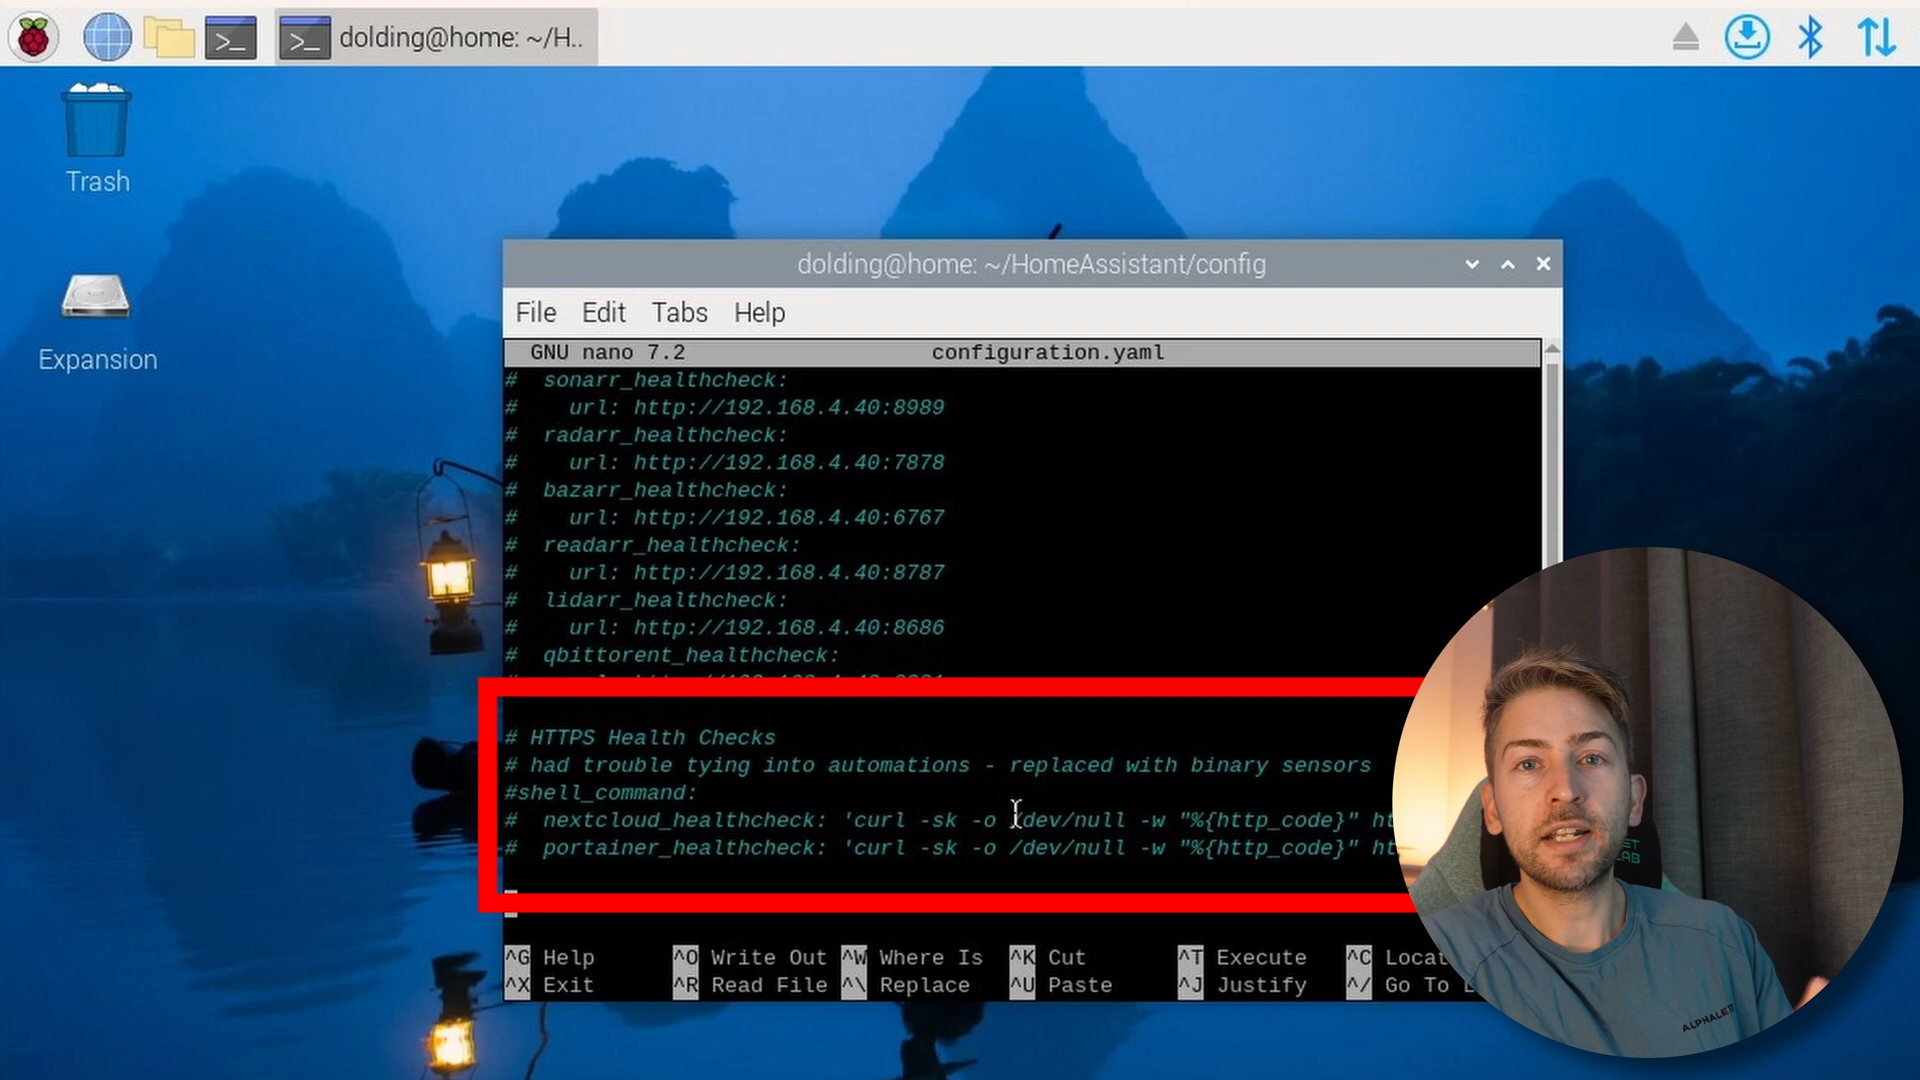 dolding@home: ~/H..
Trash
Expansion
dolding@home: ~/HomeAssistant/config
File Edit Tabs Help
GNU nano 7.2 configuration.yaml
# sonarr_healthcheck:
# url: http://192.168.4.40:8989
# radarr_healthcheck:
# url: http://192.168.4.40:7878
# bazarr_healthcheck:
# url: http://192.168.4.40:6767
# readarr_healthcheck:
# url: http://192.168.4.40:8787
# lidarr_healthcheck:
# url: http://192.168.4.40:8686
# qbittorent_healthcheck:
# HTTPS Health Checks
# had trouble tying into automations - replaced with binary sensors
#shell_command:
# nextcloud_healthcheck: 'curl -sk -o /dev/null -w "%{http_code}" ht
# portainer_healthcheck: 'curl -sk -o /dev/null -w "%{http_code}" ht
^G Help ^O Write Out ^W Where Is ^K Cut ^T Execute ^C Locat
^X Exit ^R Read File ^\ Replace ^U Paste ^J Justify ^/ Go To